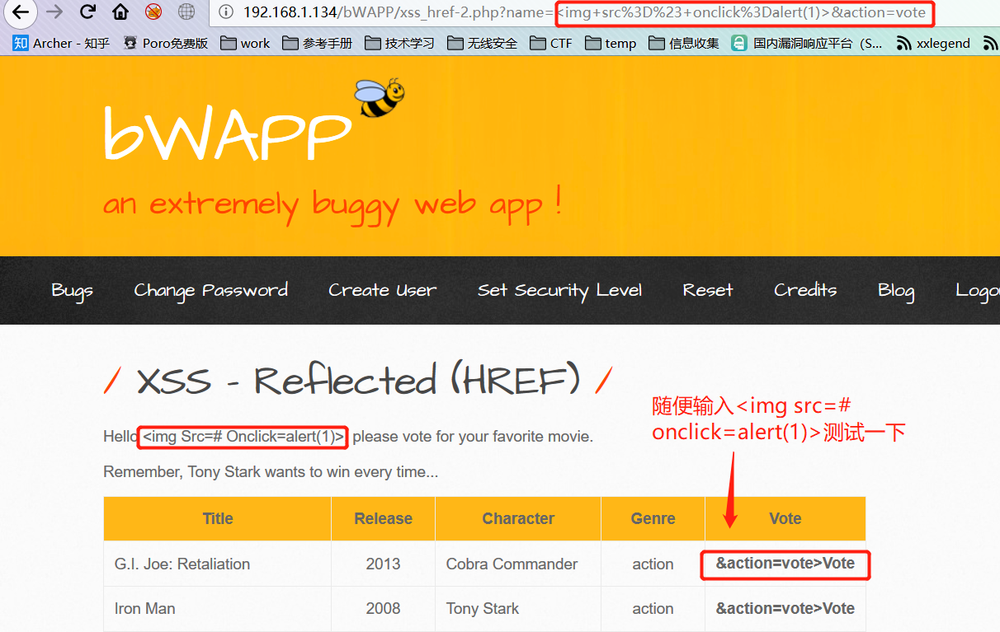 192.168.1.134/bWAPP/xss_href-2.php?name=<img+src%3D%23+onclick%3Dalert(1)>&action=vote
知 Archer - 知乎 Poro免费版 work 参考手册 技术学习 无线安全 CTF temp 信息收集 国内漏洞响应平台（S... xxlegend
bWAPP
an extremely buggy web app !
Bugs Change Password Create User Set Security Level Reset Credits Blog Logo
/ XSS - Reflected (HREF) /
随便输入<img src=#
onclick=alert(1)>测试一下
Hello <img Src=# Onclick=alert(1)> please vote for your favorite movie.
Remember, Tony Stark wants to win every time...
Title Release Character Genre Vote
G.I. Joe: Retaliation 2013 Cobra Commander action &action=vote>Vote
Iron Man 2008 Tony Stark action &action=vote>Vote